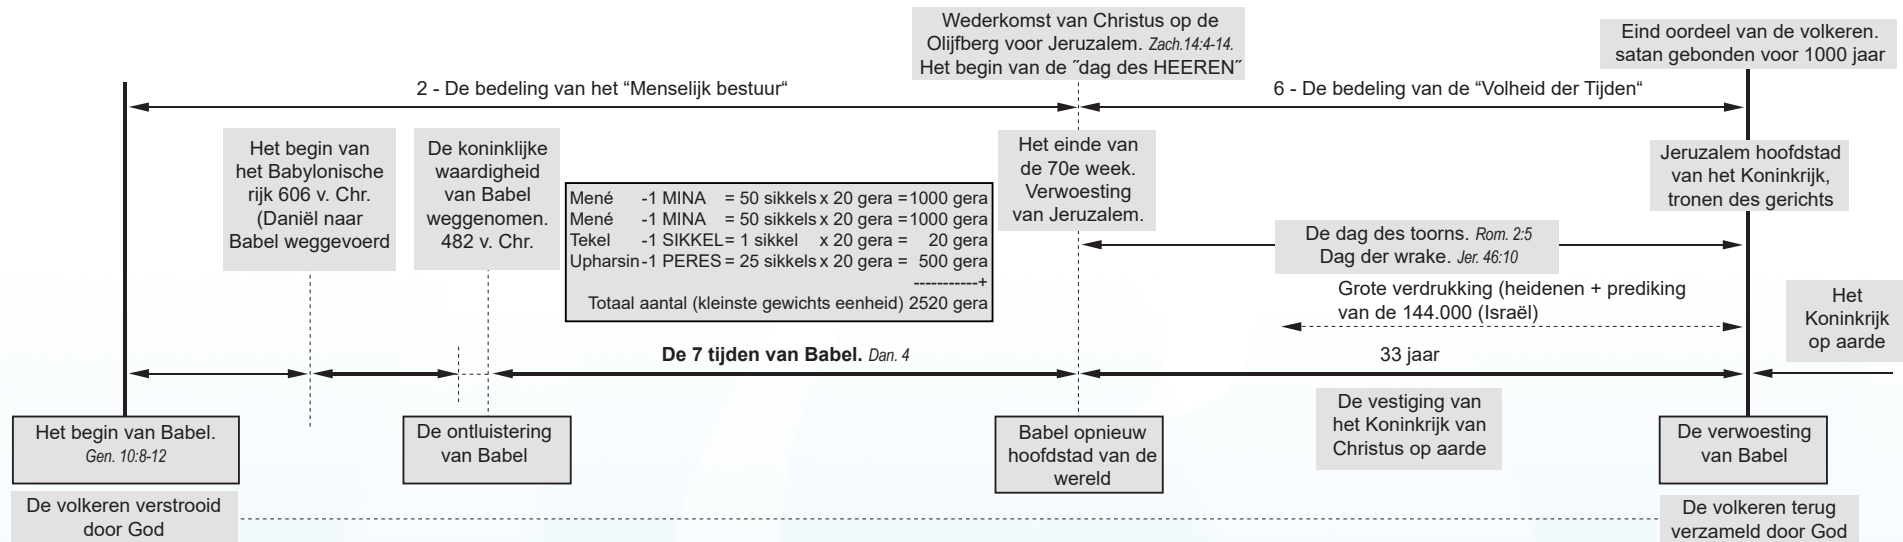 Wederkomst van Christus op de
Olijfberg voor Jeruzalem. Zach.14:4-14.
Het begin van de ˝dag des HEEREN˝
Eind oordeel van de volkeren.
satan gebonden voor 1000 jaar
2 - De bedeling van het “Menselijk bestuur“
6 - De bedeling van de “Volheid der Tijden“
Het begin van
het Babylonische
rijk 606 v. Chr.
(Daniël naar
Babel weggevoerd
De koninklijke
waardigheid
van Babel
weggenomen.
482 v. Chr.
Mené -1 MINA = 50 sikkels x 20 gera =1000 gera
Mené -1 MINA = 50 sikkels x 20 gera =1000 gera
Tekel -1 SIKKEL= 1 sikkel x 20 gera = 20 gera
Upharsin-1 PERES = 25 sikkels x 20 gera = 500 gera
-----------+
Totaal aantal (kleinste gewichts eenheid) 2520 gera
Het einde van
de 70e week.
Verwoesting
van Jeruzalem.
Jeruzalem hoofdstad
van het Koninkrijk,
tronen des gerichts
De dag des toorns. Rom. 2:5
Dag der wrake. Jer. 46:10
Grote verdrukking (heidenen + prediking
van de 144.000 (Israël)
Het
Koninkrijk
op aarde
De 7 tijden van Babel. Dan. 4
33 jaar
Het begin van Babel.
Gen. 10:8-12
De ontluistering
van Babel
Babel opnieuw
hoofdstad van de
wereld
De vestiging van
het Koninkrijk van
Christus op aarde
De verwoesting
van Babel
De volkeren verstrooid
door God
De volkeren terug
verzameld door God